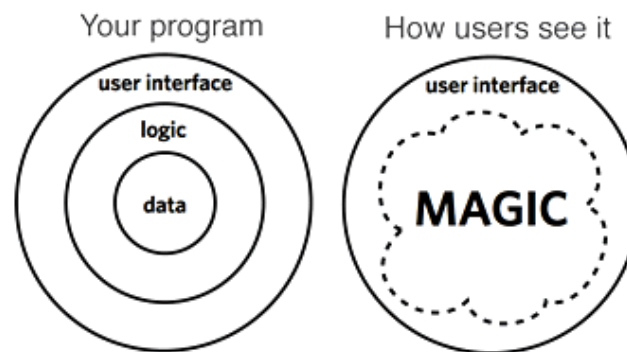 Your program
user interface
logic
data
How users see it
user interface
MAGIC